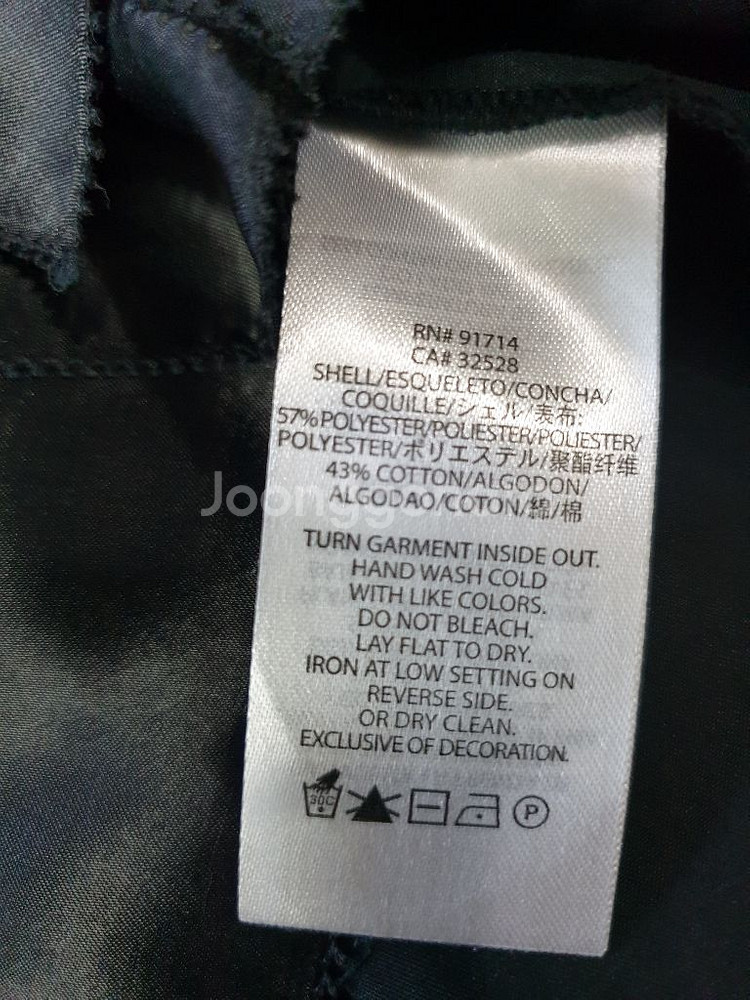 RN# 91714
CA# 32528
SHELL/ESQUELETO/CONCHA/
COQUILLE/シェル/表布:
57%POLYESTER/POLIESTER/POLIESTER/
POLYESTER/ポリエステル/聚酯纤维
43% COTTON/ALGODON/
ALGODAO/COTON/綿/棉
TURN GARMENT INSIDE OUT.
HAND WASH COLD
WITH LIKE COLORS.
DO NOT BLEACH.
LAY FLAT TO DRY.
IRON AT LOW SETTING ON
REVERSE SIDE.
OR DRY CLEAN.
EXCLUSIVE OF DECORATION.
30C P